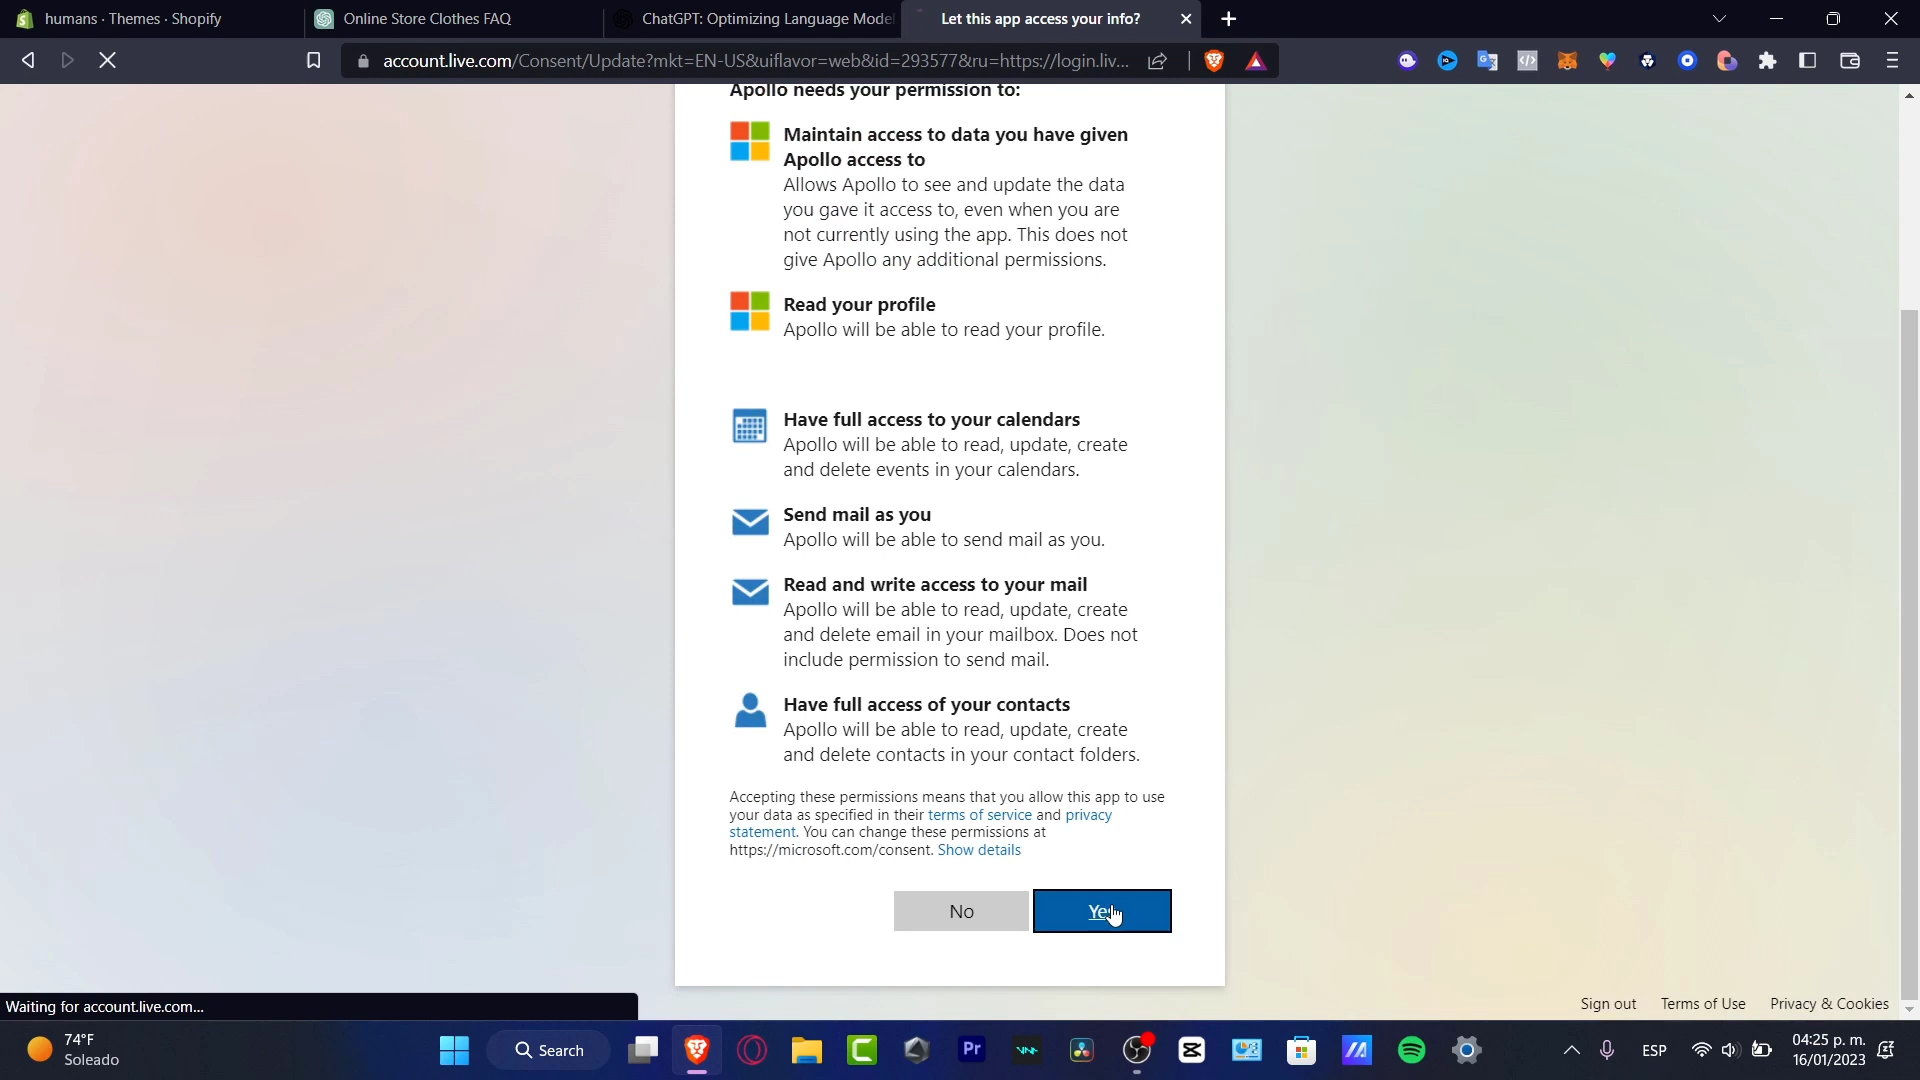 humans · Themes · Shopify
Online Store Clothes FAQ
ChatGPT: Optimizing Language Model
Let this app access your info?
account.live.com/Consent/Update?mkt=EN-US&uiflavor=web&id=293577&ru=https://login.liv...
Apollo needs your permission to:
Maintain access to data you have given
Apollo access to
Allows Apollo to see and update the data
you gave it access to, even when you are
not currently using the app. This does not
give Apollo any additional permissions.
Read your profile
Apollo will be able to read your profile.
Have full access to your calendars
Apollo will be able to read, update, create
and delete events in your calendars.
Send mail as you
Apollo will be able to send mail as you.
Read and write access to your mail
Apollo will be able to read, update, create
and delete email in your mailbox. Does not
include permission to send mail.
Have full access of your contacts
Apollo will be able to read, update, create
and delete contacts in your contact folders.
Accepting these permissions means that you allow this app to use
your data as specified in their terms of service and privacy
statement. You can change these permissions at
https://microsoft.com/consent. Show details
No
Yes
Waiting for account.live.com...
Sign out
Terms of Use
Privacy & Cookies
74°F
Soleado
Search
Pr
ESP
04:25 p. m.
16/01/2023